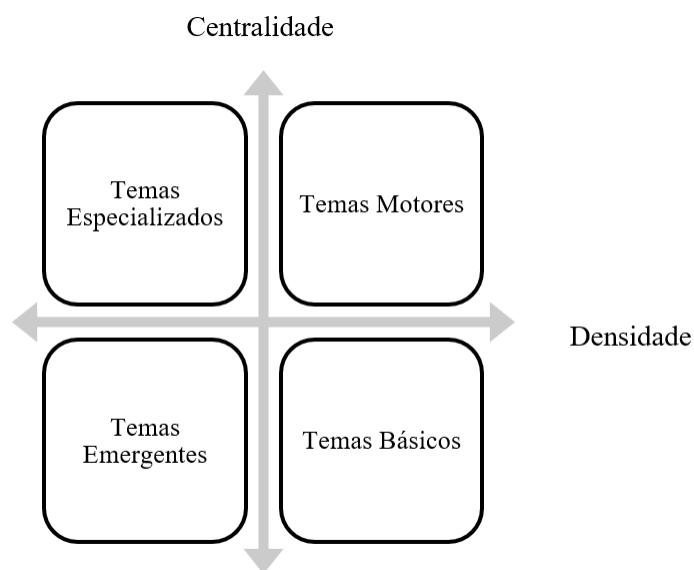 Centralidade
Temas
Especializados
Temas Motores
Densidade
Temas
Emergentes
Temas Básicos